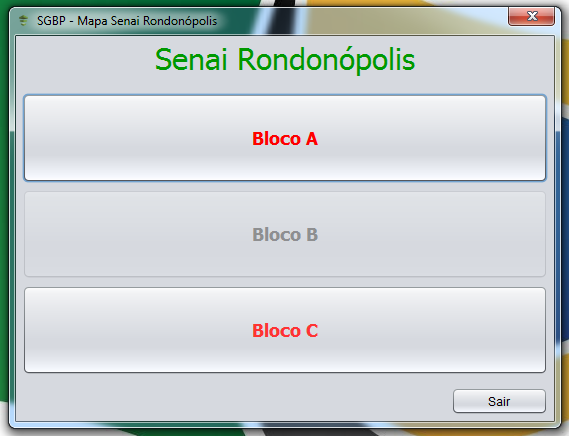 SGBP - Mapa Senai Rondonópolis
Senai Rondonópolis
Bloco A
Bloco B
Bloco C
Sair